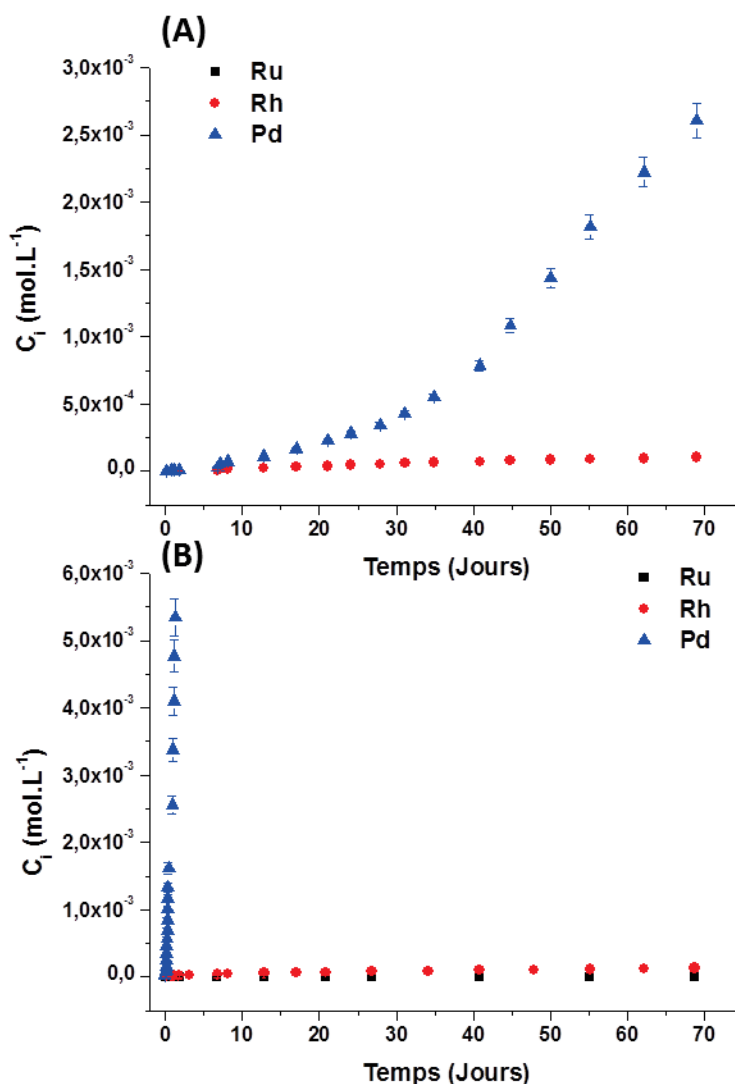 (A)
Ru
Rh
Pd
3,0x10⁻³
2,5x10⁻³
2,0x10⁻³
1,5x10⁻³
1,0x10⁻³
5,0x10⁻⁴
0,0
Cᵢ (mol.L⁻¹)
0 10 20 30 40 50 60 70
Temps (Jours)
(B)
Ru
Rh
Pd
6,0x10⁻³
5,0x10⁻³
4,0x10⁻³
3,0x10⁻³
2,0x10⁻³
1,0x10⁻³
0,0
Cᵢ (mol.L⁻¹)
0 10 20 30 40 50 60 70
Temps (Jours)